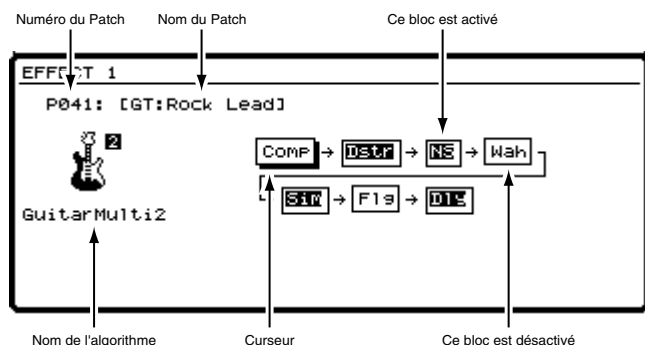 Numéro du Patch
Nom du Patch
Ce bloc est activé
EFFECT 1
P041: [GT:Rock Lead]
2
Comp → Dstr → NS → Wah
Sim → Flg → Dly
GuitarMulti2
Nom de l'algorithme
Curseur
Ce bloc est désactivé